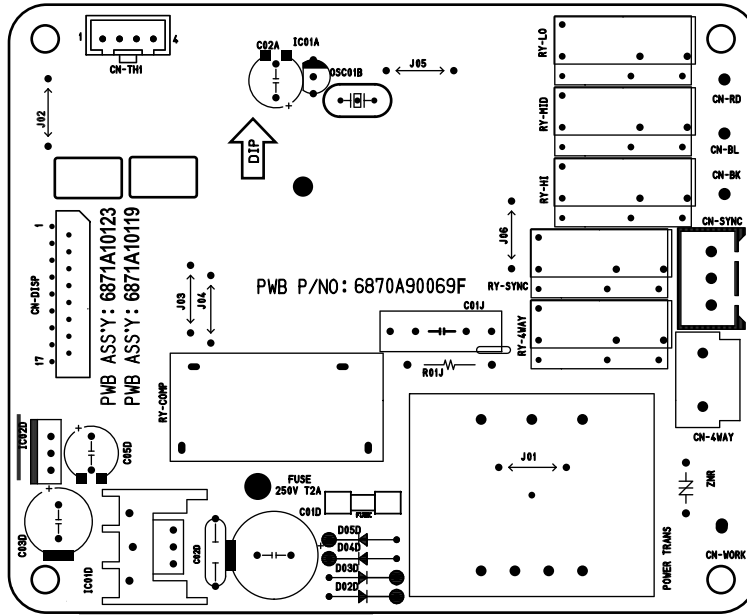 1
4
CN-TH1
C02A
IC01A
OSC01B
+
J05
RY-LO
CN-RD
J02
DIP
RY-MID
CN-BL
RY-HI
CN-BK
CN-SYNC
1
CN-DISP
17
PWB ASS'Y: 6871A10123
PWB ASS'Y: 6871A10119
J03
J04
PWB P/NO: 6870A90069F
J06
RY-SYNC
C01J
RY-4WAY
R01J
RY-COMP
CN-4WAY
IC02D
+
C05D
J01
ZNR
FUSE
250V T2A
C01D
FUSE
+
C03D
IC01D
C02D
+
D05D
D04D
D03D
D02D
POWER TRANS
CN-WORK